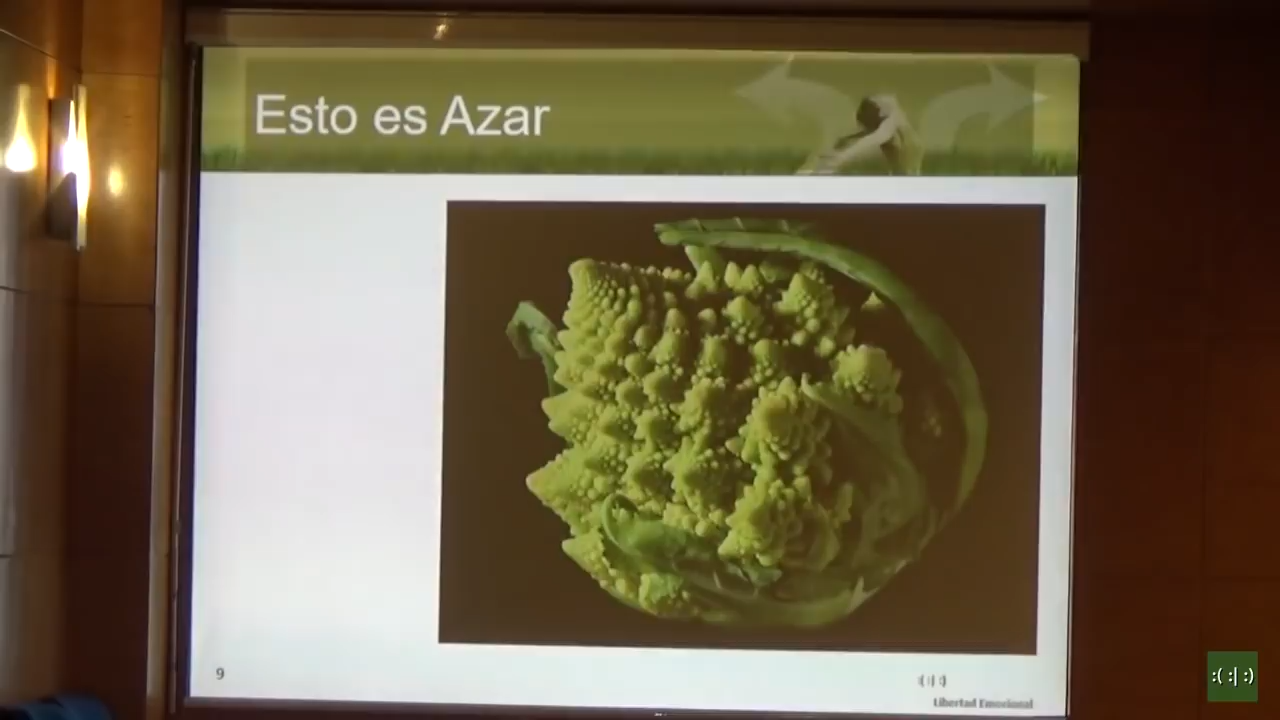 Esto es Azar
9
:( :| :)
Libertad Emocional
:( :| :)